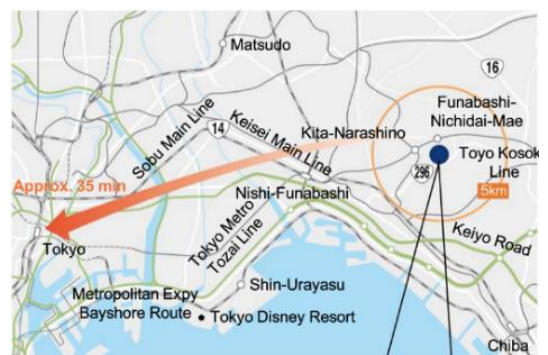 Matsudo
16
Funabashi-
Nichidai-Mae
Sobu Main Line
14
Keisei Main Line
Kita-Narashino
Toyo Kosok
Line
296
5km
Approx. 35 min
Nishi-Funabashi
Tokyo Metro
Tozai Line
Keiyo Road
Tokyo
Shin-Urayasu
Metropolitan Expy
Bayshore Route
Tokyo Disney Resort
Chiba